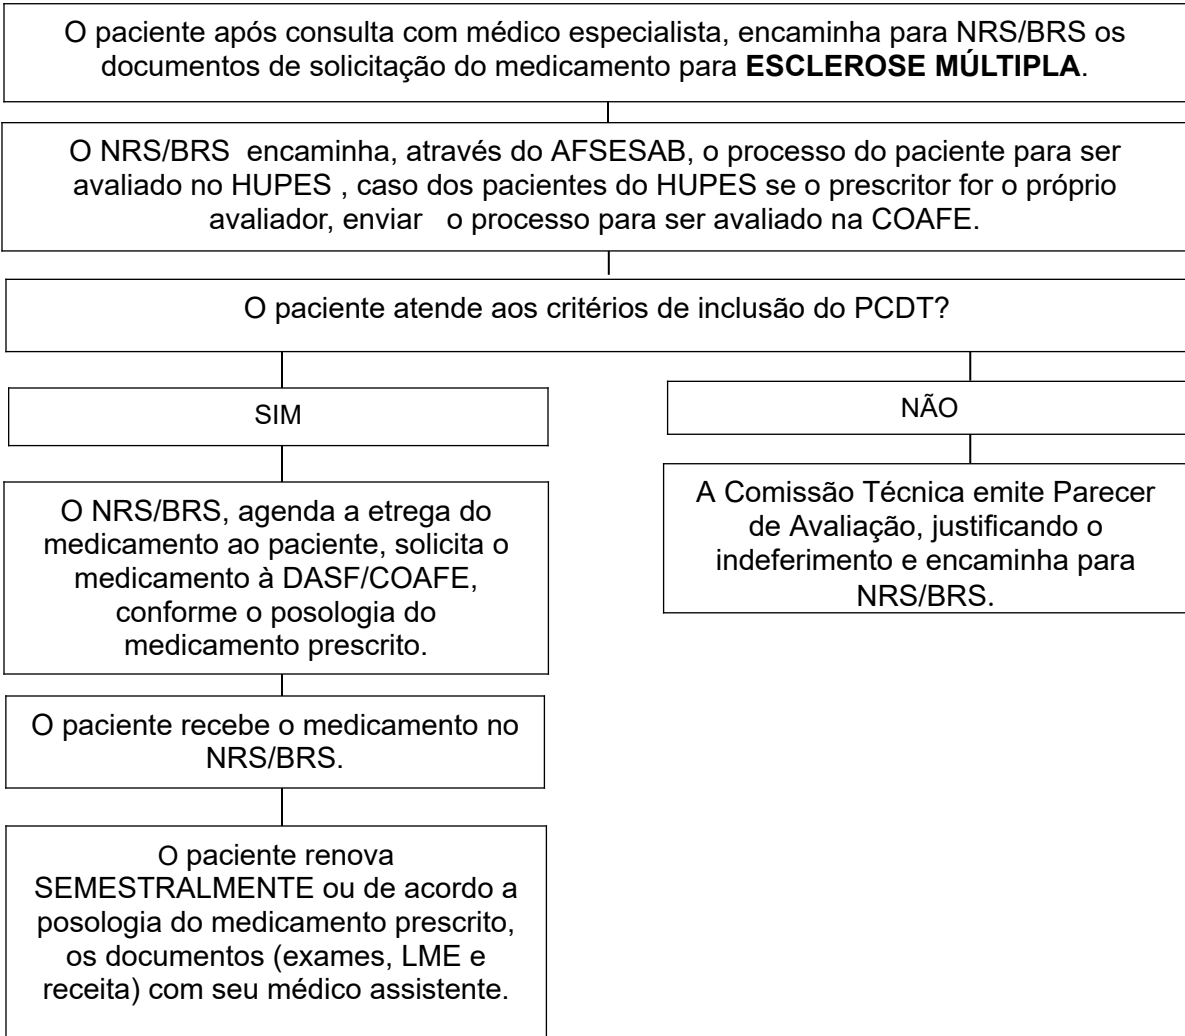 O paciente após consulta com médico especialista, encaminha para NRS/BRS os
documentos de solicitação do medicamento para ESCLEROSE MÚLTIPLA.
O NRS/BRS encaminha, através do AFSESAB, o processo do paciente para ser
avaliado no HUPES , caso dos pacientes do HUPES se o prescritor for o próprio
avaliador, enviar o processo para ser avaliado na COAFE.
O paciente atende aos critérios de inclusão do PCDT?
SIM
O NRS/BRS, agenda a etrega do
medicamento ao paciente, solicita o
medicamento à DASF/COAFE,
conforme o posologia do
medicamento prescrito.
O paciente recebe o medicamento no
NRS/BRS.
O paciente renova
SEMESTRALMENTE ou de acordo a
posologia do medicamento prescrito,
os documentos (exames, LME e
receita) com seu médico assistente.
NÃO
A Comissão Técnica emite Parecer
de Avaliação, justificando o
indeferimento e encaminha para
NRS/BRS.